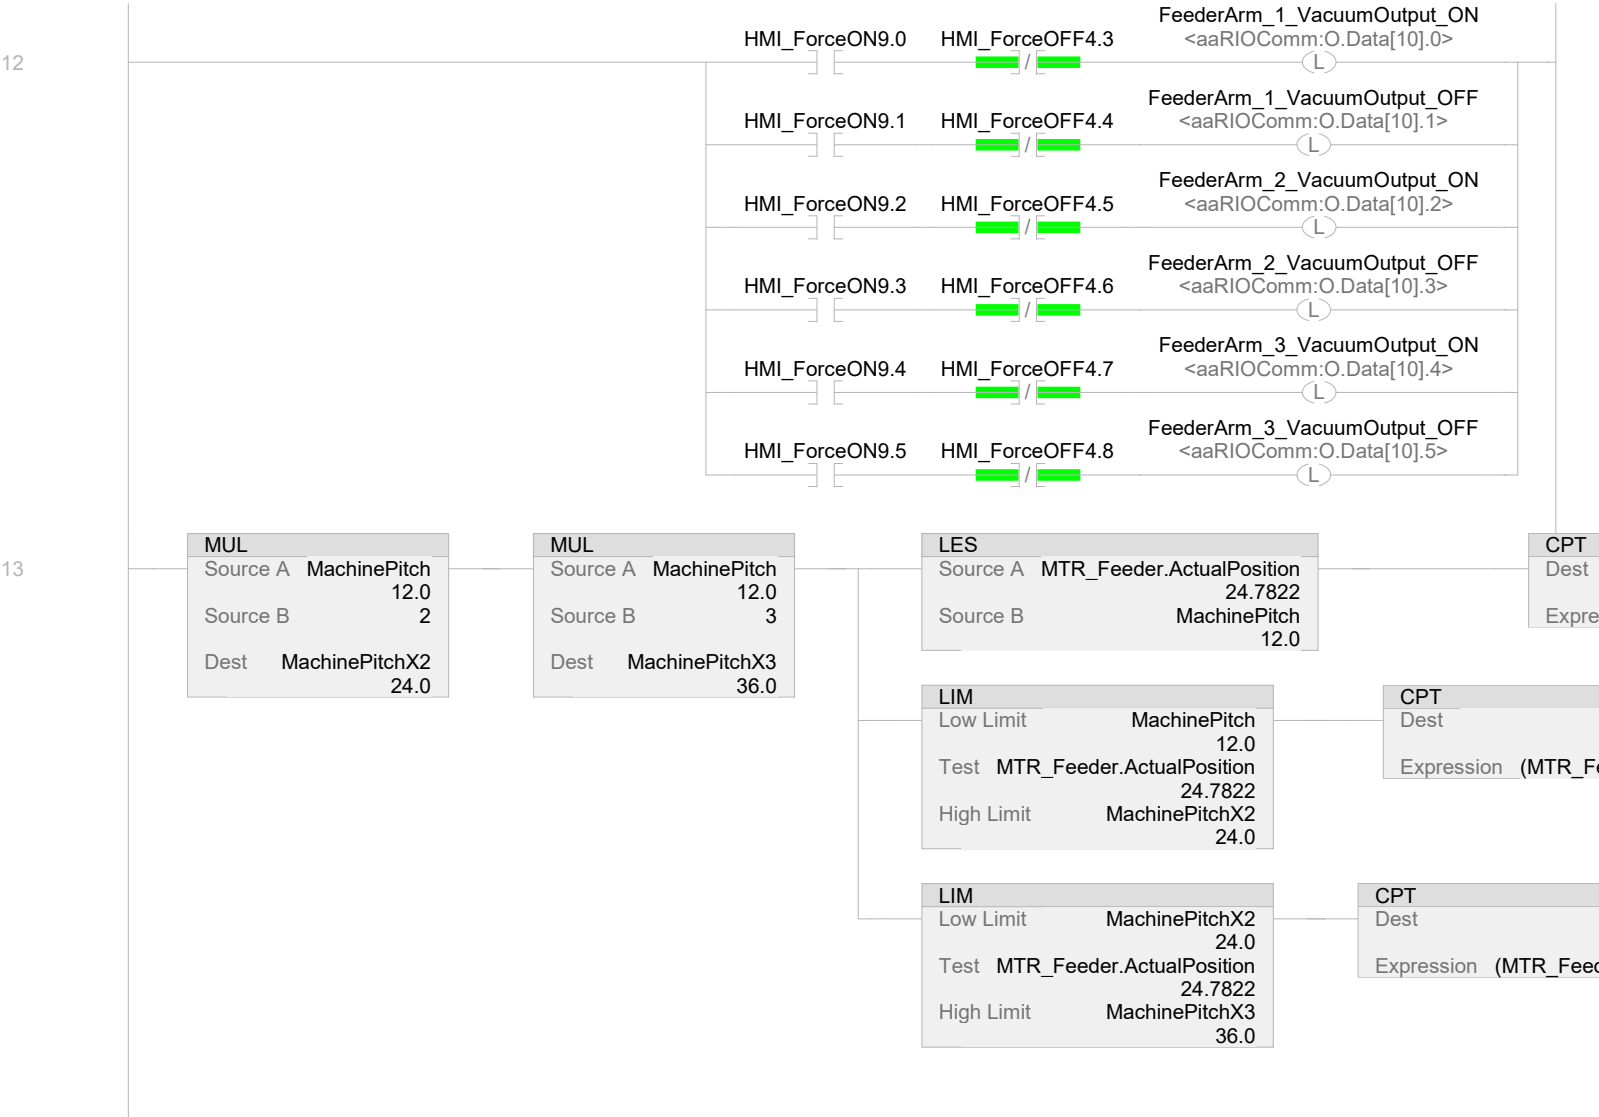 FeederArm_1_VacuumOutput_ON
HMI_ForceON9.0 HMI_ForceOFF4.3 <aaRIOComm:O.Data[10].0>
12 / L
FeederArm_1_VacuumOutput_OFF
HMI_ForceON9.1 HMI_ForceOFF4.4 <aaRIOComm:O.Data[10].1>
/ L
FeederArm_2_VacuumOutput_ON
HMI_ForceON9.2 HMI_ForceOFF4.5 <aaRIOComm:O.Data[10].2>
/ L
FeederArm_2_VacuumOutput_OFF
HMI_ForceON9.3 HMI_ForceOFF4.6 <aaRIOComm:O.Data[10].3>
/ L
FeederArm_3_VacuumOutput_ON
HMI_ForceON9.4 HMI_ForceOFF4.7 <aaRIOComm:O.Data[10].4>
/ L
FeederArm_3_VacuumOutput_OFF
HMI_ForceON9.5 HMI_ForceOFF4.8 <aaRIOComm:O.Data[10].5>
/ L
13
MUL
Source A MachinePitch
12.0
Source B 2
Dest MachinePitchX2
24.0
MUL
Source A MachinePitch
12.0
Source B 3
Dest MachinePitchX3
36.0
LES
Source A MTR_Feeder.ActualPosition
24.7822
Source B MachinePitch
12.0
CPT
Dest
Expre
LIM
Low Limit MachinePitch
12.0
Test MTR_Feeder.ActualPosition
24.7822
High Limit MachinePitchX2
24.0
CPT
Dest
Expression (MTR_Fe
LIM
Low Limit MachinePitchX2
24.0
Test MTR_Feeder.ActualPosition
24.7822
High Limit MachinePitchX3
36.0
CPT
Dest
Expression (MTR_Feed